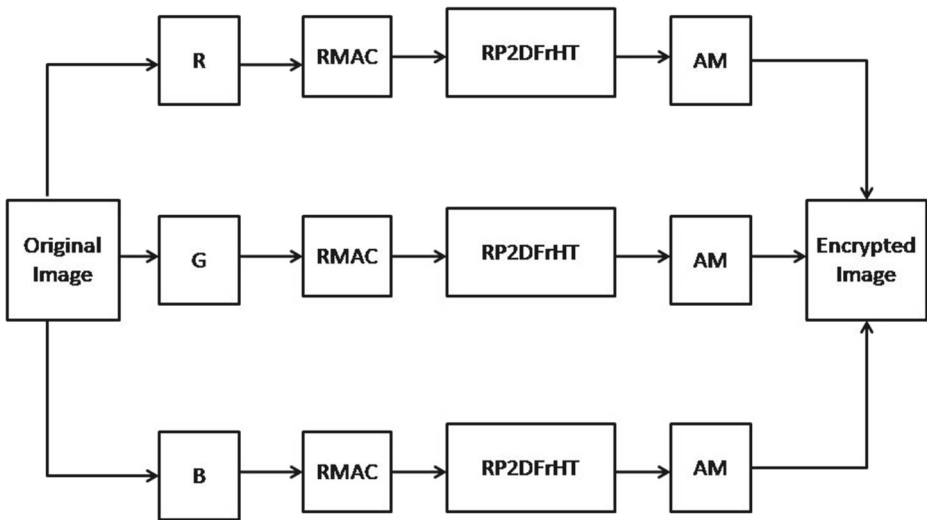 R
RMAC
RP2DFrHT
AM
Original
Image
G
RMAC
RP2DFrHT
AM
Encrypted
Image
B
RMAC
RP2DFrHT
AM